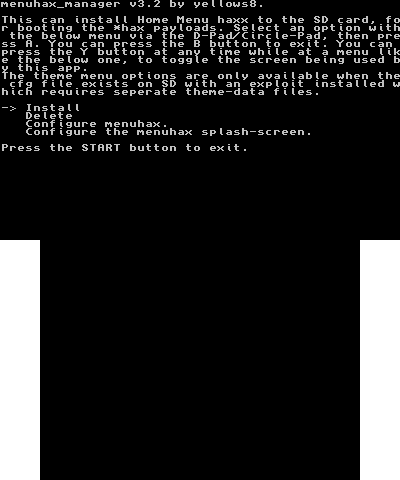 menuhax_manager v3.2 by yellows8.
This can install Home Menu haxx to the SD card, fo
r booting the *hax payloads. Select an option with
 the below menu via the D-Pad/Circle-Pad, then pre
ss A. You can press the B button to exit. You can
press the Y button at any time while at a menu lik
e the below one, to toggle the screen being used b
y this app.
The theme menu options are only available when the
 cfg file exists on SD with an exploit installed w
hich requires seperate theme-data files.
-> Install
Delete
Configure menuhax.
Configure the menuhax splash-screen.
Press the START button to exit.